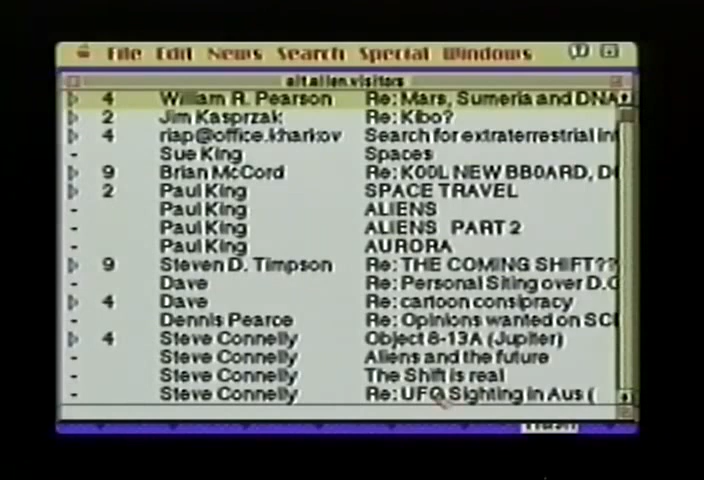 File Edit News Search Special Windows
alt.alien.visitors
4 William R. Pearson Re: Mars, Sumeria and DNA
2 Jim Kasprzak Re: Kibo?
4 riap@office.kharkov Search for extraterrestrial int
- Sue King Spaces
9 Brian McCord Re: K00L NEW BB0ARD, D
2 Paul King SPACE TRAVEL
- Paul King ALIENS
- Paul King ALIENS PART 2
- Paul King AURORA
9 Steven D. Timpson Re: THE COMING SHIFT??
- Dave Re: Personal Siting over D.C
4 Dave Re: cartoon consipracy
- Dennis Pearce Re: Opinions wanted on SCI
4 Steve Connelly Object 8-13A (Jupiter)
- Steve Connelly Aliens and the future
- Steve Connelly The Shift is real
- Steve Connelly Re: UFO Sighting in Aus (